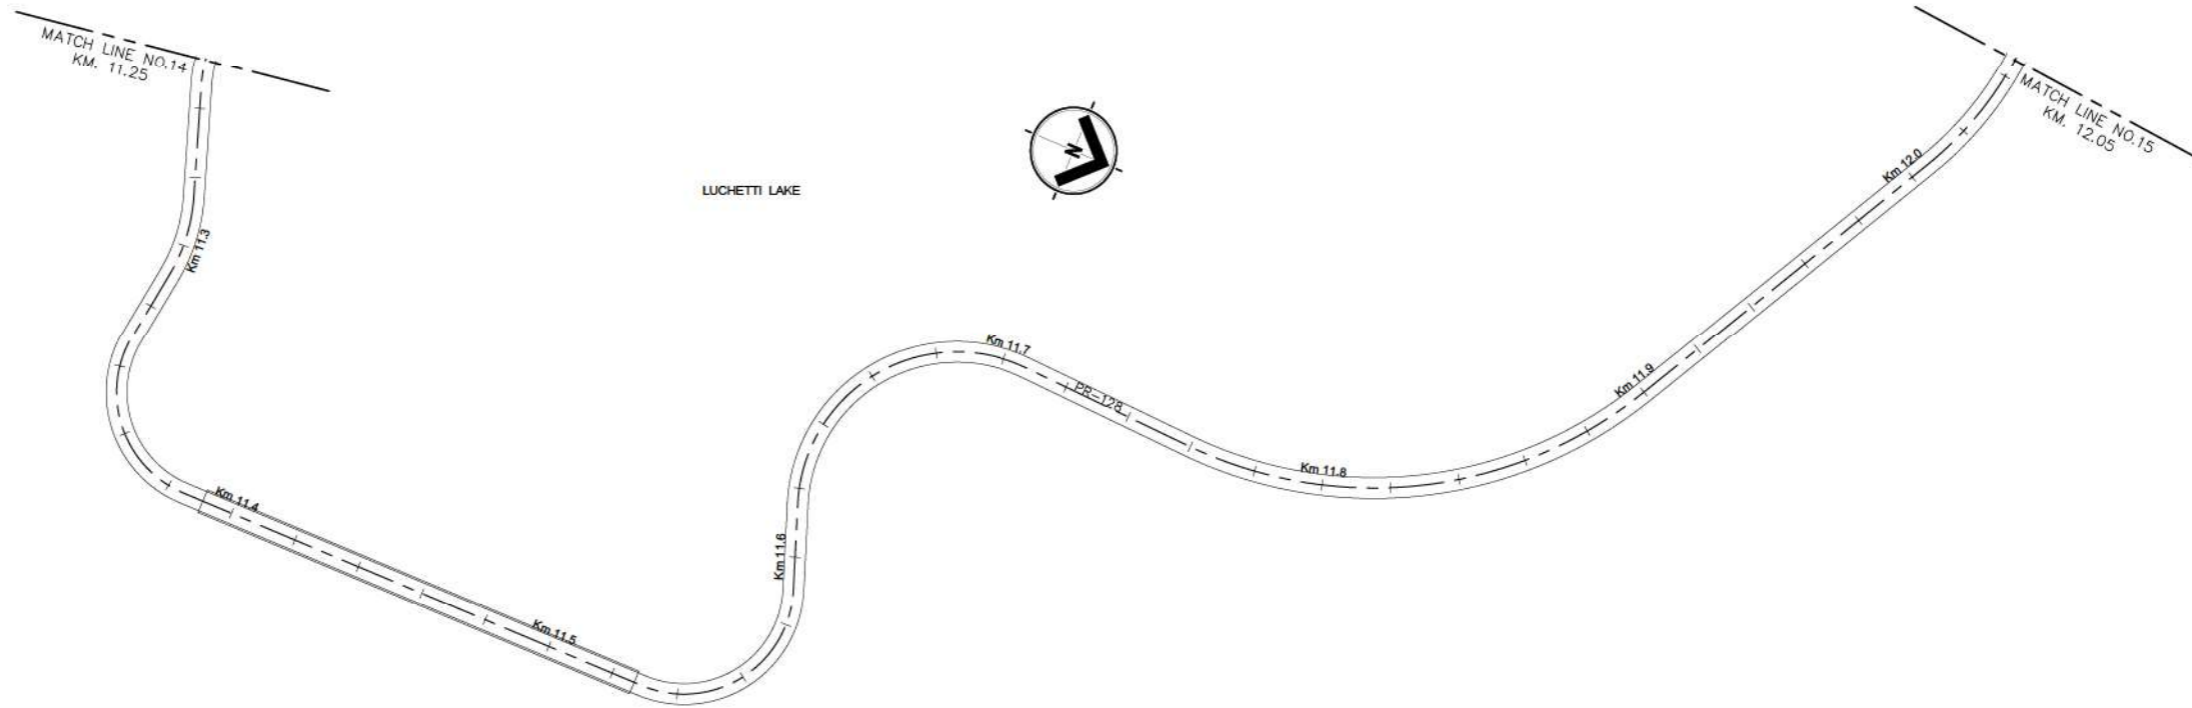 MATCH LINE NO.14
KM. 11.25
MATCH LINE NO.15
KM. 12.05
N
LUCHETTI LAKE
Km 11.3
Km 11.4
Km 11.5
Km 11.6
Km 11.7
PR-128
Km 11.8
Km 11.9
Km 12.0